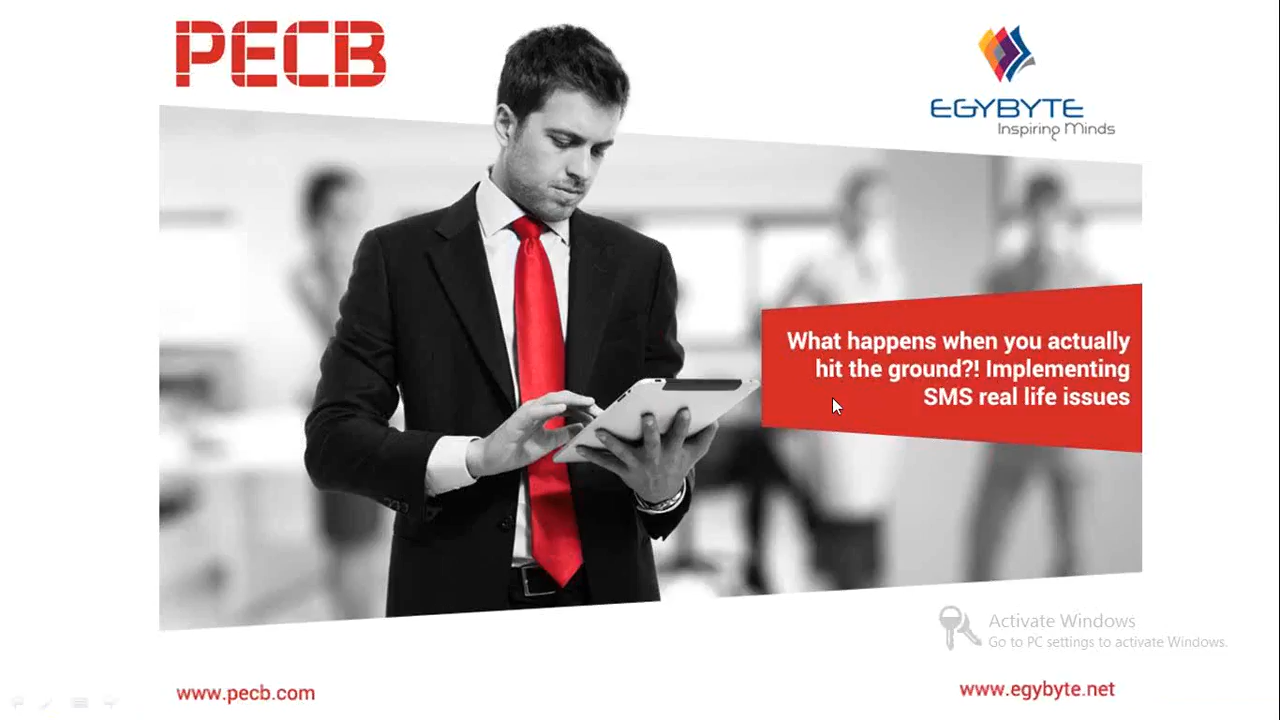 PECB
EGYBYTE
Inspiring Minds
What happens when you actually
hit the ground?! Implementing
SMS real life issues
Activate Windows
Go to PC settings to activate Windows.
www.pecb.com
www.egybyte.net